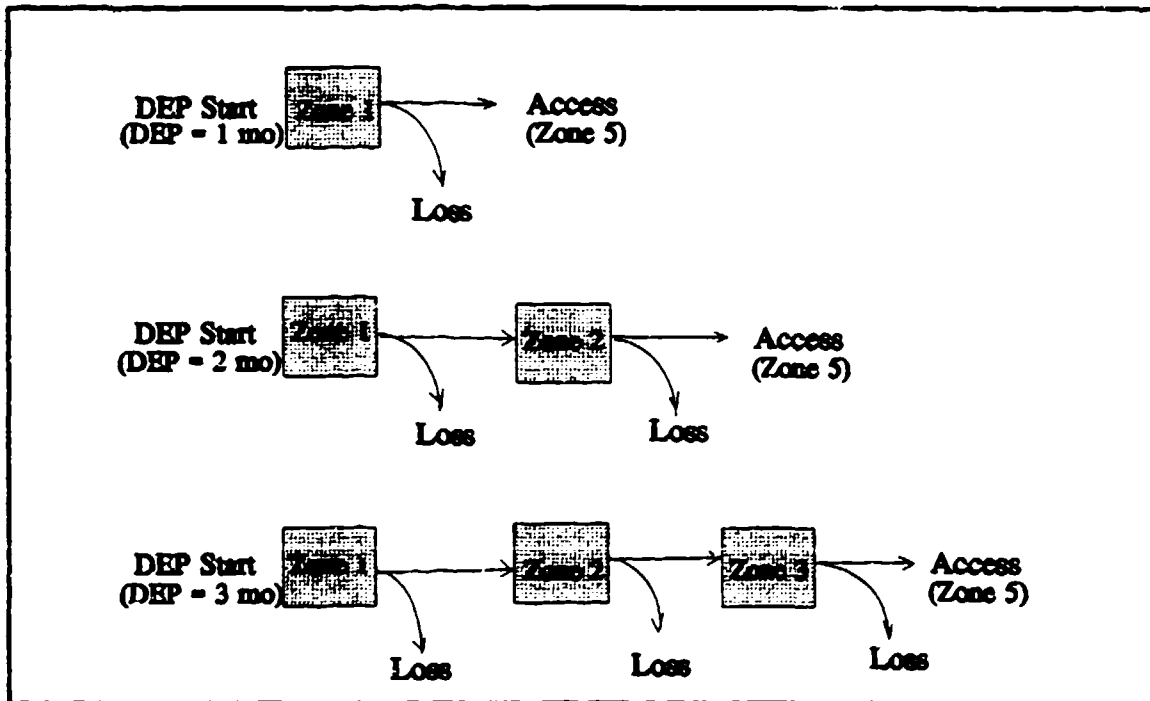 DEP Start
(DEP = 1 mo)
Zone 1
Access
(Zone 5)
Loss
DEP Start
(DEP = 2 mo)
Zone 1
Zone 2
Access
(Zone 5)
Loss
Loss
DEP Start
(DEP = 3 mo)
Zone 1
Zone 2
Zone 3
Access
(Zone 5)
Loss
Loss
Loss